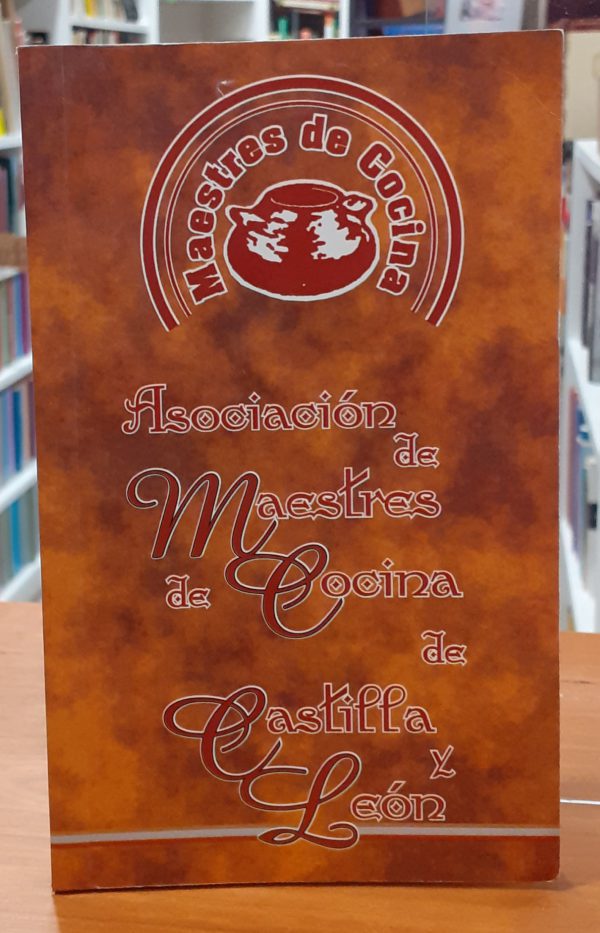 Maestres de Cocina
Asociación
de
Maestres
de Cocina
de
Castilla
y
León